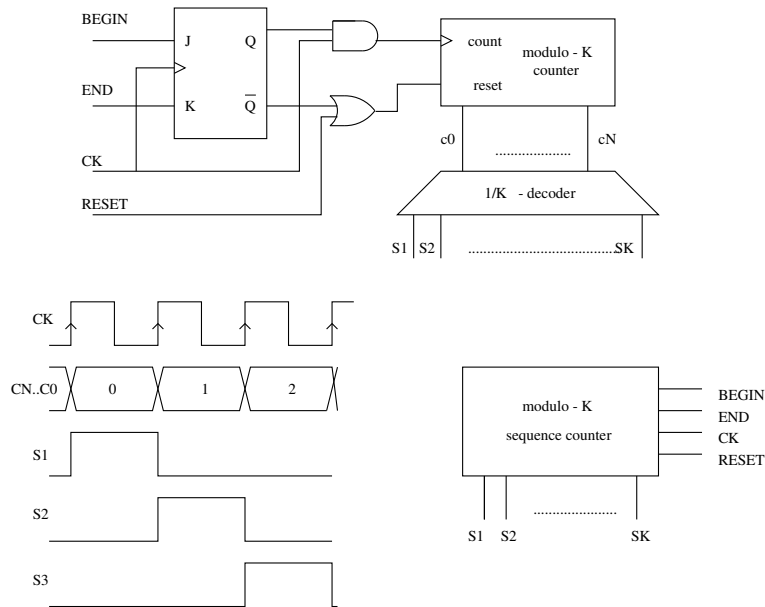 BEGIN
J Q
count
modulo - K
counter
END
reset
K Q
CK
c0 cN
...................
RESET
1/K - decoder
S1 S2 ...................................... SK
CK
CN..C0 0 1 2
S1
S2
S3
modulo - K
sequence counter
BEGIN
END
CK
RESET
.....................
S1 S2 SK